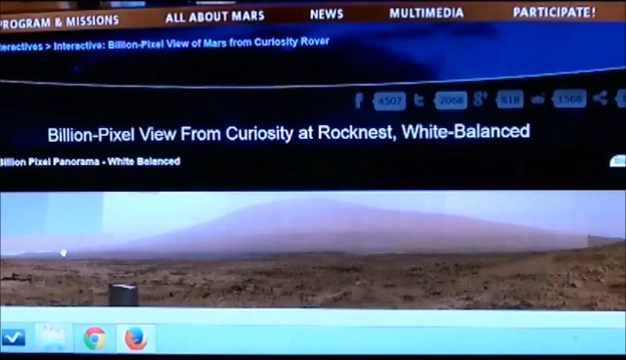 PROGRAM & MISSIONS ALL ABOUT MARS NEWS MULTIMEDIA PARTICIPATE!
teractives > Interactive: Billion-Pixel View of Mars from Curiosity Rover
4507 2068 818 1568
Billion-Pixel View From Curiosity at Rocknest, White-Balanced
Billion Pixel Panorama - White Balanced